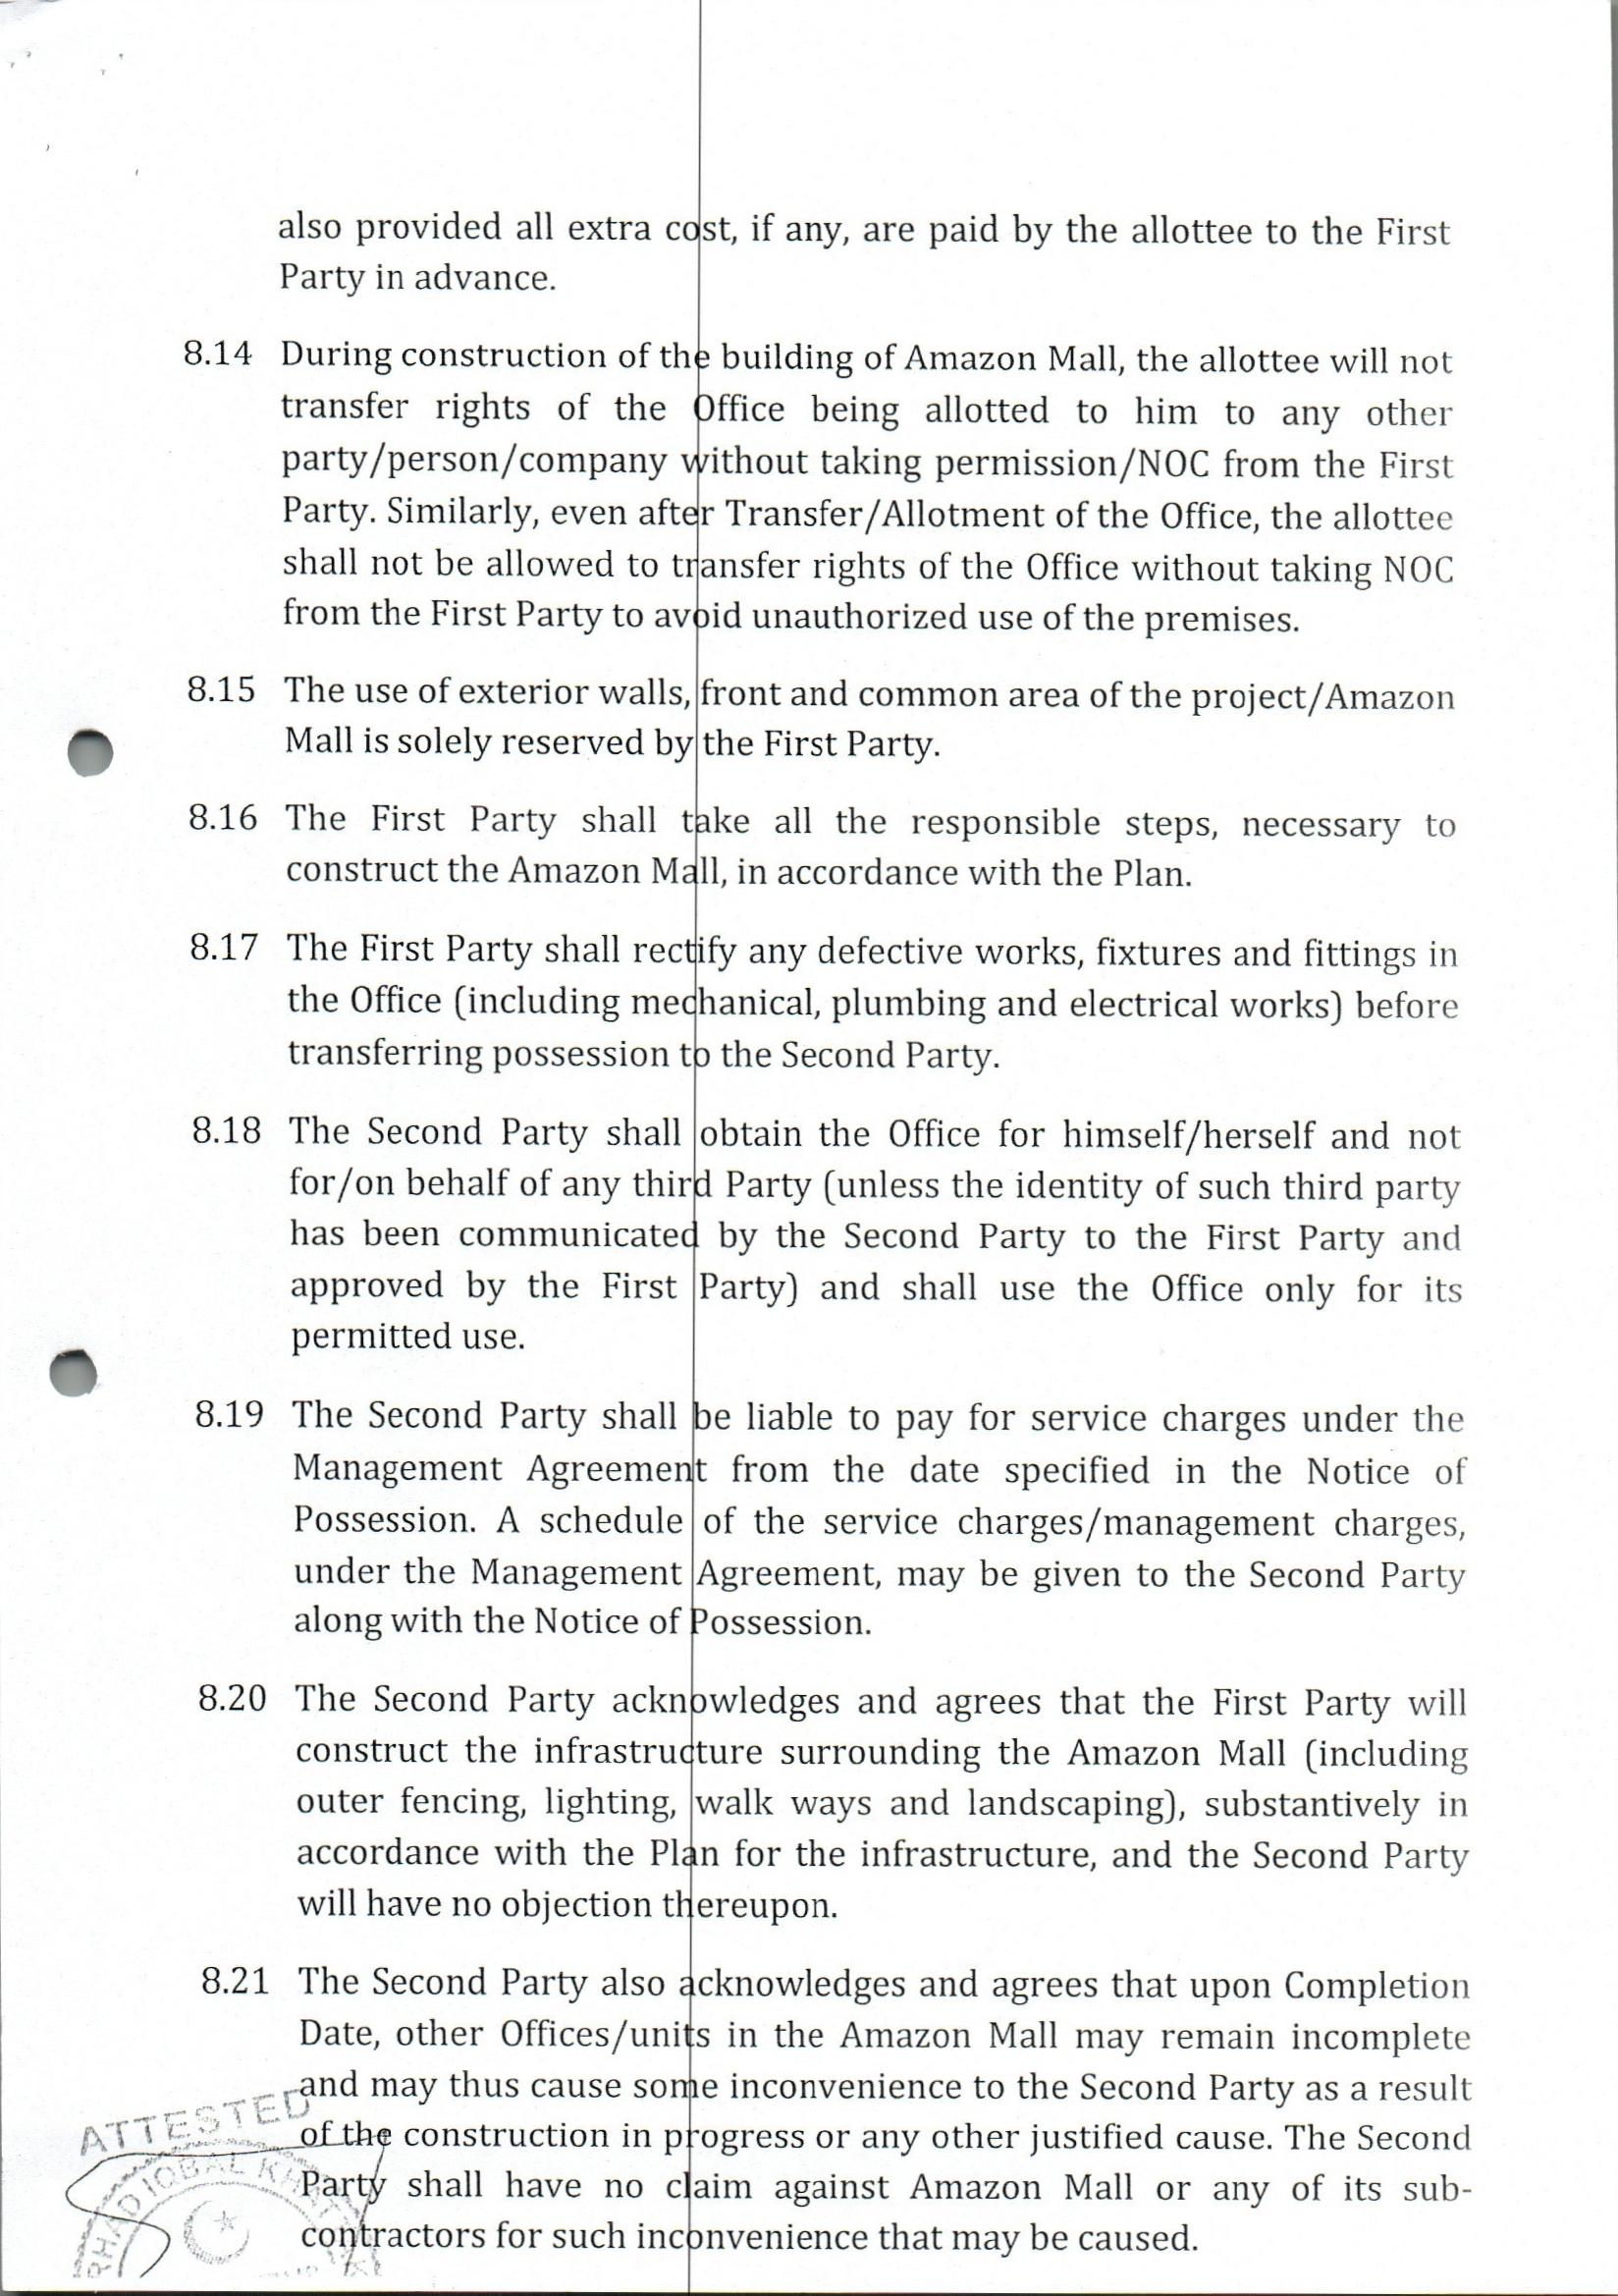 also provided all extra cost, if any, are paid by the allottee to the First
Party in advance.
8.14 During construction of the building of Amazon Mall, the allottee will not
transfer rights of the Office being allotted to him to any other
party/person/company without taking permission/NOC from the First
Party. Similarly, even after Transfer/Allotment of the Office, the allottee
shall not be allowed to transfer rights of the Office without taking NOC
from the First Party to avoid unauthorized use of the premises.
8.15 The use of exterior walls, front and common area of the project/Amazon
Mall is solely reserved by the First Party.
8.16 The First Party shall take all the responsible steps, necessary to
construct the Amazon Mall, in accordance with the Plan.
8.17 The First Party shall rectify any defective works, fixtures and fittings in
the Office (including mechanical, plumbing and electrical works) before
transferring possession to the Second Party.
8.18 The Second Party shall obtain the Office for himself/herself and not
for/on behalf of any third Party (unless the identity of such third party
has been communicated by the Second Party to the First Party and
approved by the First Party) and shall use the Office only for its
permitted use.
8.19 The Second Party shall be liable to pay for service charges under the
Management Agreement from the date specified in the Notice of
Possession. A schedule of the service charges/management charges,
under the Management Agreement, may be given to the Second Party
along with the Notice of Possession.
8.20 The Second Party acknowledges and agrees that the First Party will
construct the infrastructure surrounding the Amazon Mall (including
outer fencing, lighting, walk ways and landscaping), substantively in
accordance with the Plan for the infrastructure, and the Second Party
will have no objection thereupon.
8.21 The Second Party also acknowledges and agrees that upon Completion
Date, other Offices/units in the Amazon Mall may remain incomplete
and may thus cause some inconvenience to the Second Party as a result
of the construction in progress or any other justified cause. The Second
Party shall have no claim against Amazon Mall or any of its sub-
contractors for such inconvenience that may be caused.
ATTESTED
IQBAL